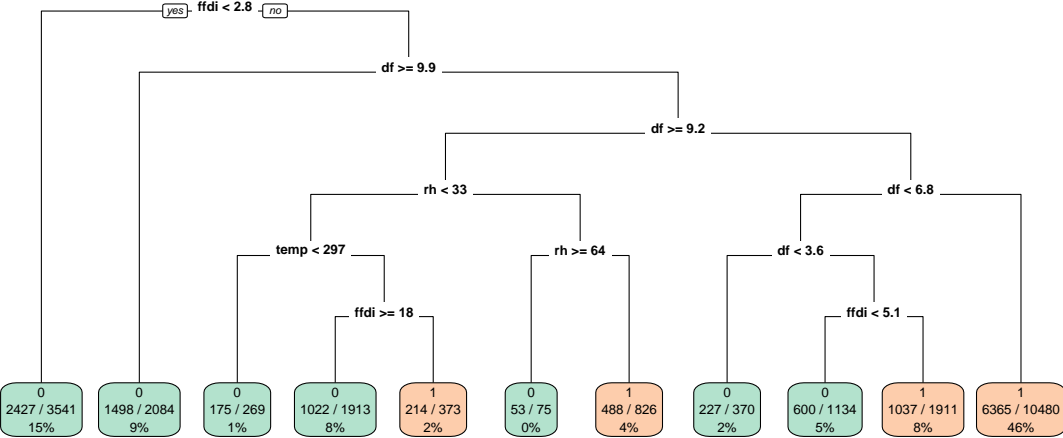 yes ffdi < 2.8 no
df >= 9.9
df >= 9.2
rh < 33
df < 6.8
temp < 297
rh >= 64
df < 3.6
ffdi >= 18
ffdi < 5.1
0
2427 / 3541
15%
0
1498 / 2084
9%
0
175 / 269
1%
0
1022 / 1913
8%
1
214 / 373
2%
0
53 / 75
0%
1
488 / 826
4%
0
227 / 370
2%
0
600 / 1134
5%
1
1037 / 1911
8%
1
6365 / 10480
46%